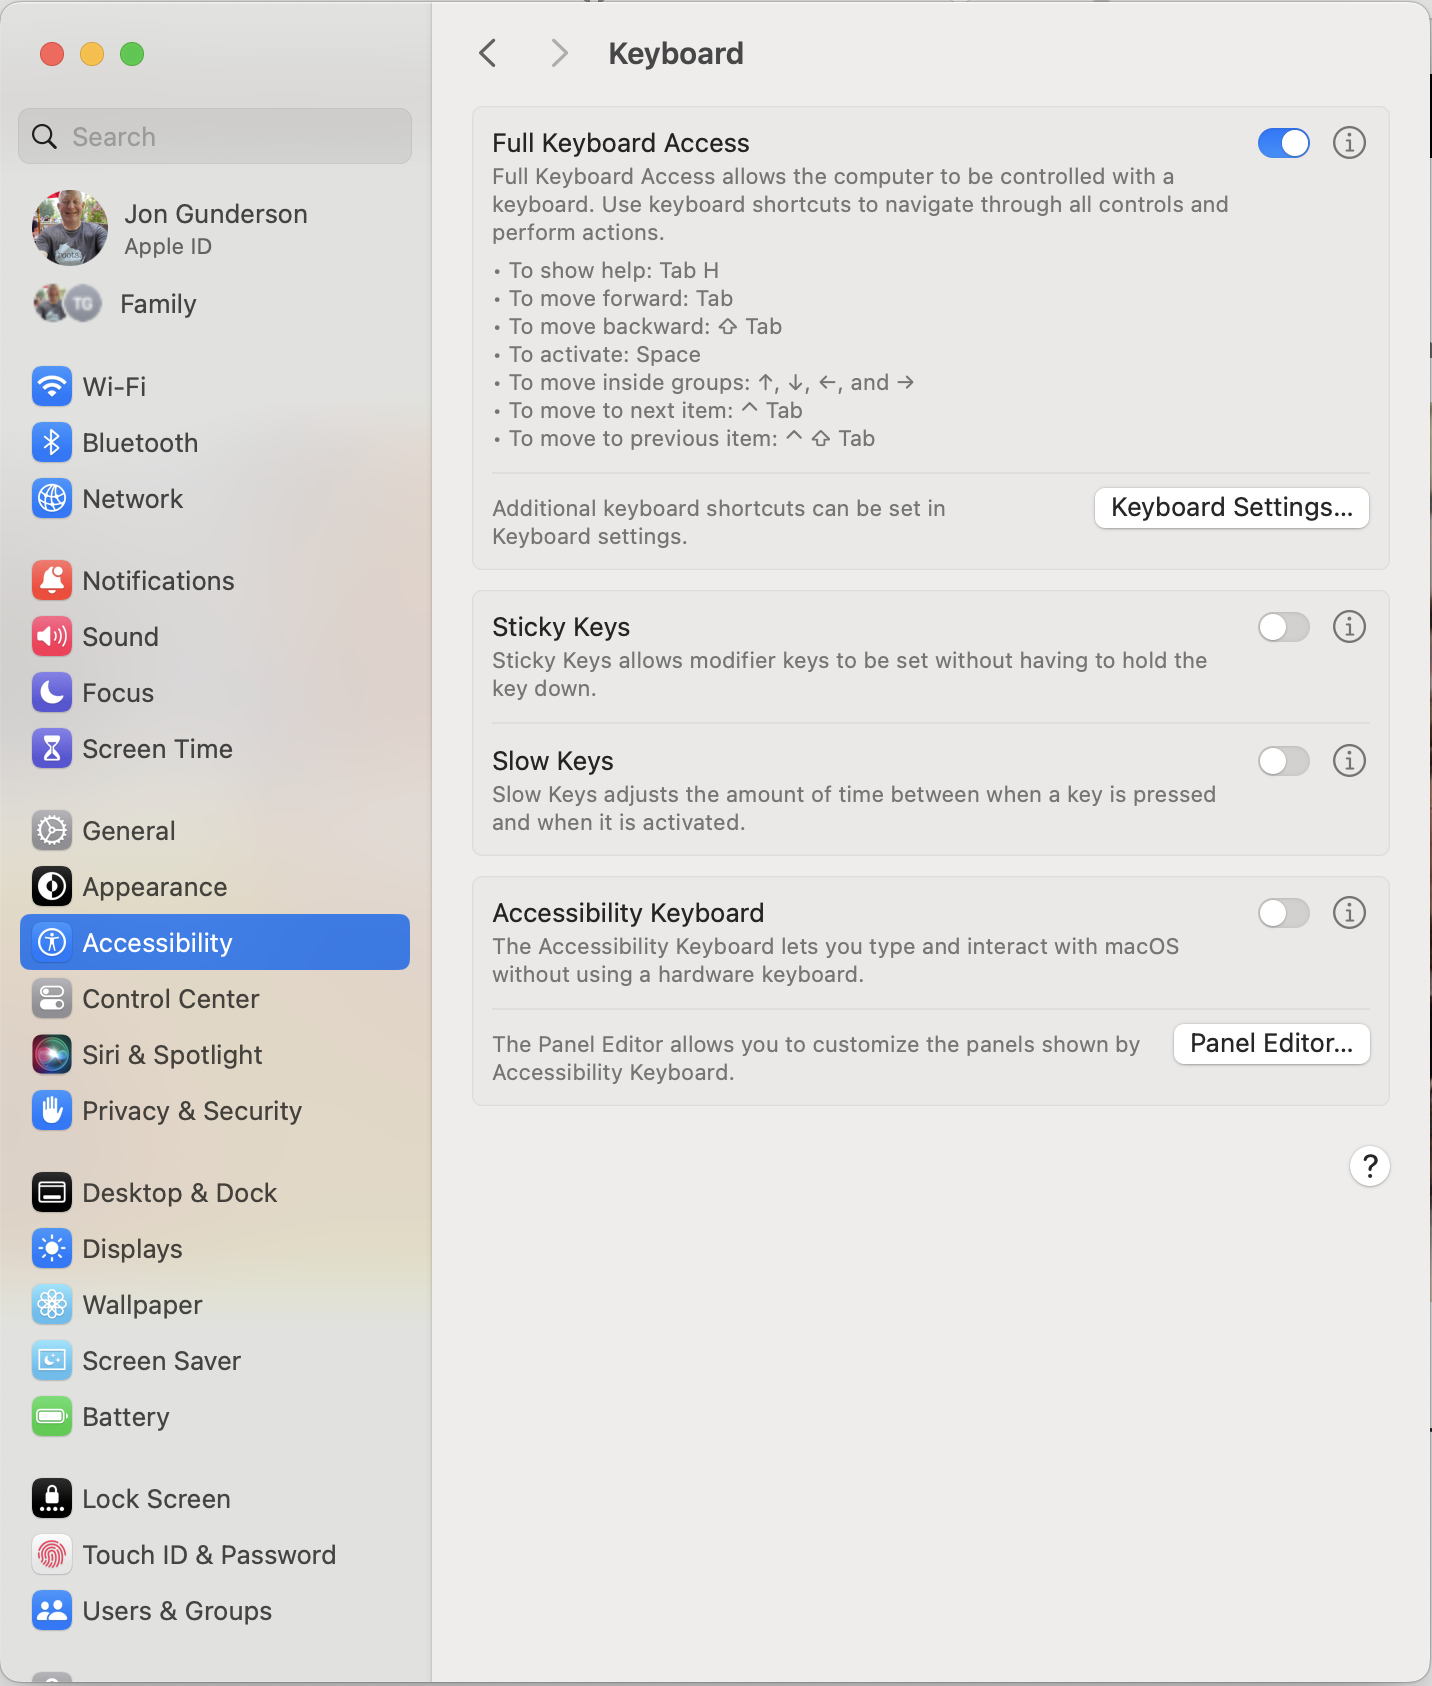 Search
Jon Gunderson
Apple ID
TG
Family
Wi-Fi
Bluetooth
Network
Notifications
Sound
Focus
Screen Time
General
Appearance
Accessibility
Control Center
Siri & Spotlight
Privacy & Security
Desktop & Dock
Displays
Wallpaper
Screen Saver
Battery
Lock Screen
Touch ID & Password
Users & Groups
Keyboard
Full Keyboard Access
Full Keyboard Access allows the computer to be controlled with a
keyboard. Use keyboard shortcuts to navigate through all controls and
perform actions.
• To show help: Tab H
• To move forward: Tab
• To move backward: ⇧ Tab
• To activate: Space
• To move inside groups: ↑, ↓, ←, and →
• To move to next item: ^ Tab
• To move to previous item: ^ ⇧ Tab
Additional keyboard shortcuts can be set in
Keyboard settings.
Keyboard Settings...
Sticky Keys
Sticky Keys allows modifier keys to be set without having to hold the
key down.
Slow Keys
Slow Keys adjusts the amount of time between when a key is pressed
and when it is activated.
Accessibility Keyboard
The Accessibility Keyboard lets you type and interact with macOS
without using a hardware keyboard.
The Panel Editor allows you to customize the panels shown by
Accessibility Keyboard.
Panel Editor...
?